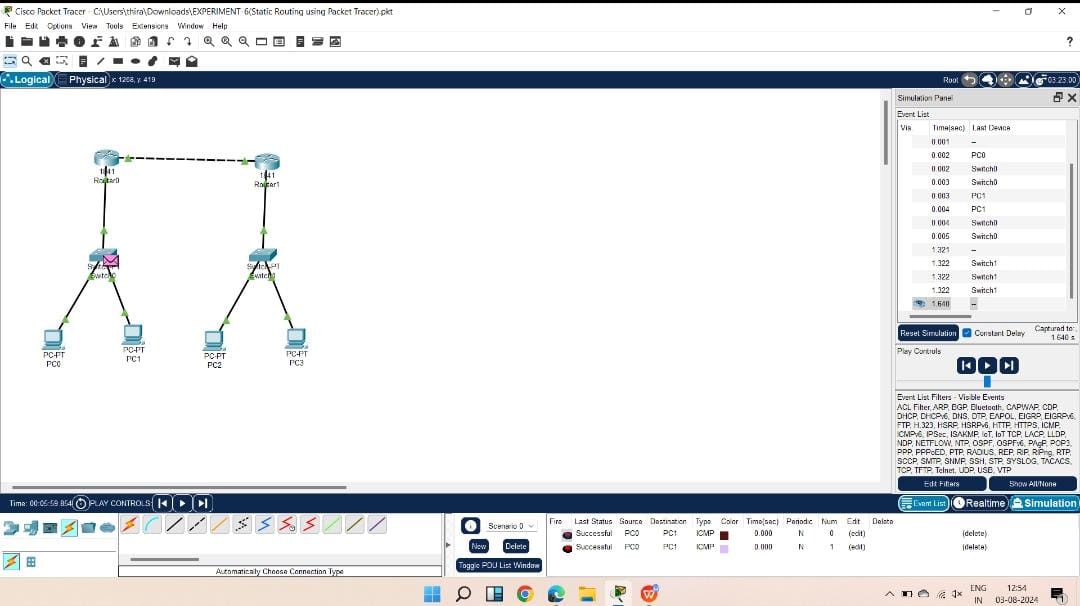 Cisco Packet Tracer - C:\Users\thira\Downloads\EXPERIMENT-6(Static Routing using Packet Tracer).pkt
File Edit Options View Tools Extensions Window Help
?
Logical Physical x: 1268, y: 419
Root 03:23:00
Simulation Panel
Event List
Vis. Time(sec) Last Device
0.001 --
0.002 PC0
0.002 Switch0
0.003 Switch0
0.003 PC1
0.004 PC1
0.004 Switch0
0.005 Switch0
1.321 --
1.322 Switch1
1.322 Switch1
1.322 Switch1
1.640 --
Reset Simulation Constant Delay Captured to:
1.640 s
Play Controls
Event List Filters - Visible Events
ACL Filter, ARP, BGP, Bluetooth, CAPWAP, CDP,
DHCP, DHCPv6, DNS, DTP, EAPOL, EIGRP, EIGRPv6,
FTP, H.323, HSRP, HSRPv6, HTTP, HTTPS, ICMP,
ICMPv6, IPSec, ISAKMP, IoT, IoT TCP, LACP, LLDP,
NDP, NETFLOW, NTP, OSPF, OSPFv6, PAgP, POP3,
PPP, PPPoED, PTP, RADIUS, REP, RIP, RIPng, RTP,
SCCP, SMTP, SNMP, SSH, STP, SYSLOG, TACACS,
TCP, TFTP, Telnet, UDP, USB, VTP
Edit Filters Show All/None
1841
Router0
1841
Router1
Switch0
Switch-PT
Switch1
PC-PT
PC0
PC-PT
PC1
PC-PT
PC2
PC-PT
PC3
Time: 00:05:59.854 PLAY CONTROLS:
Event List Realtime Simulation
Automatically Choose Connection Type
Scenario 0
New Delete
Toggle PDU List Window
Fire Last Status Source Destination Type Color Time(sec) Periodic Num Edit Delete
Successful PC0 PC1 ICMP 0.000 N 0 (edit) (delete)
Successful PC0 PC1 ICMP 0.000 N 1 (edit) (delete)
ENG
IN
12:54
03-08-2024
1